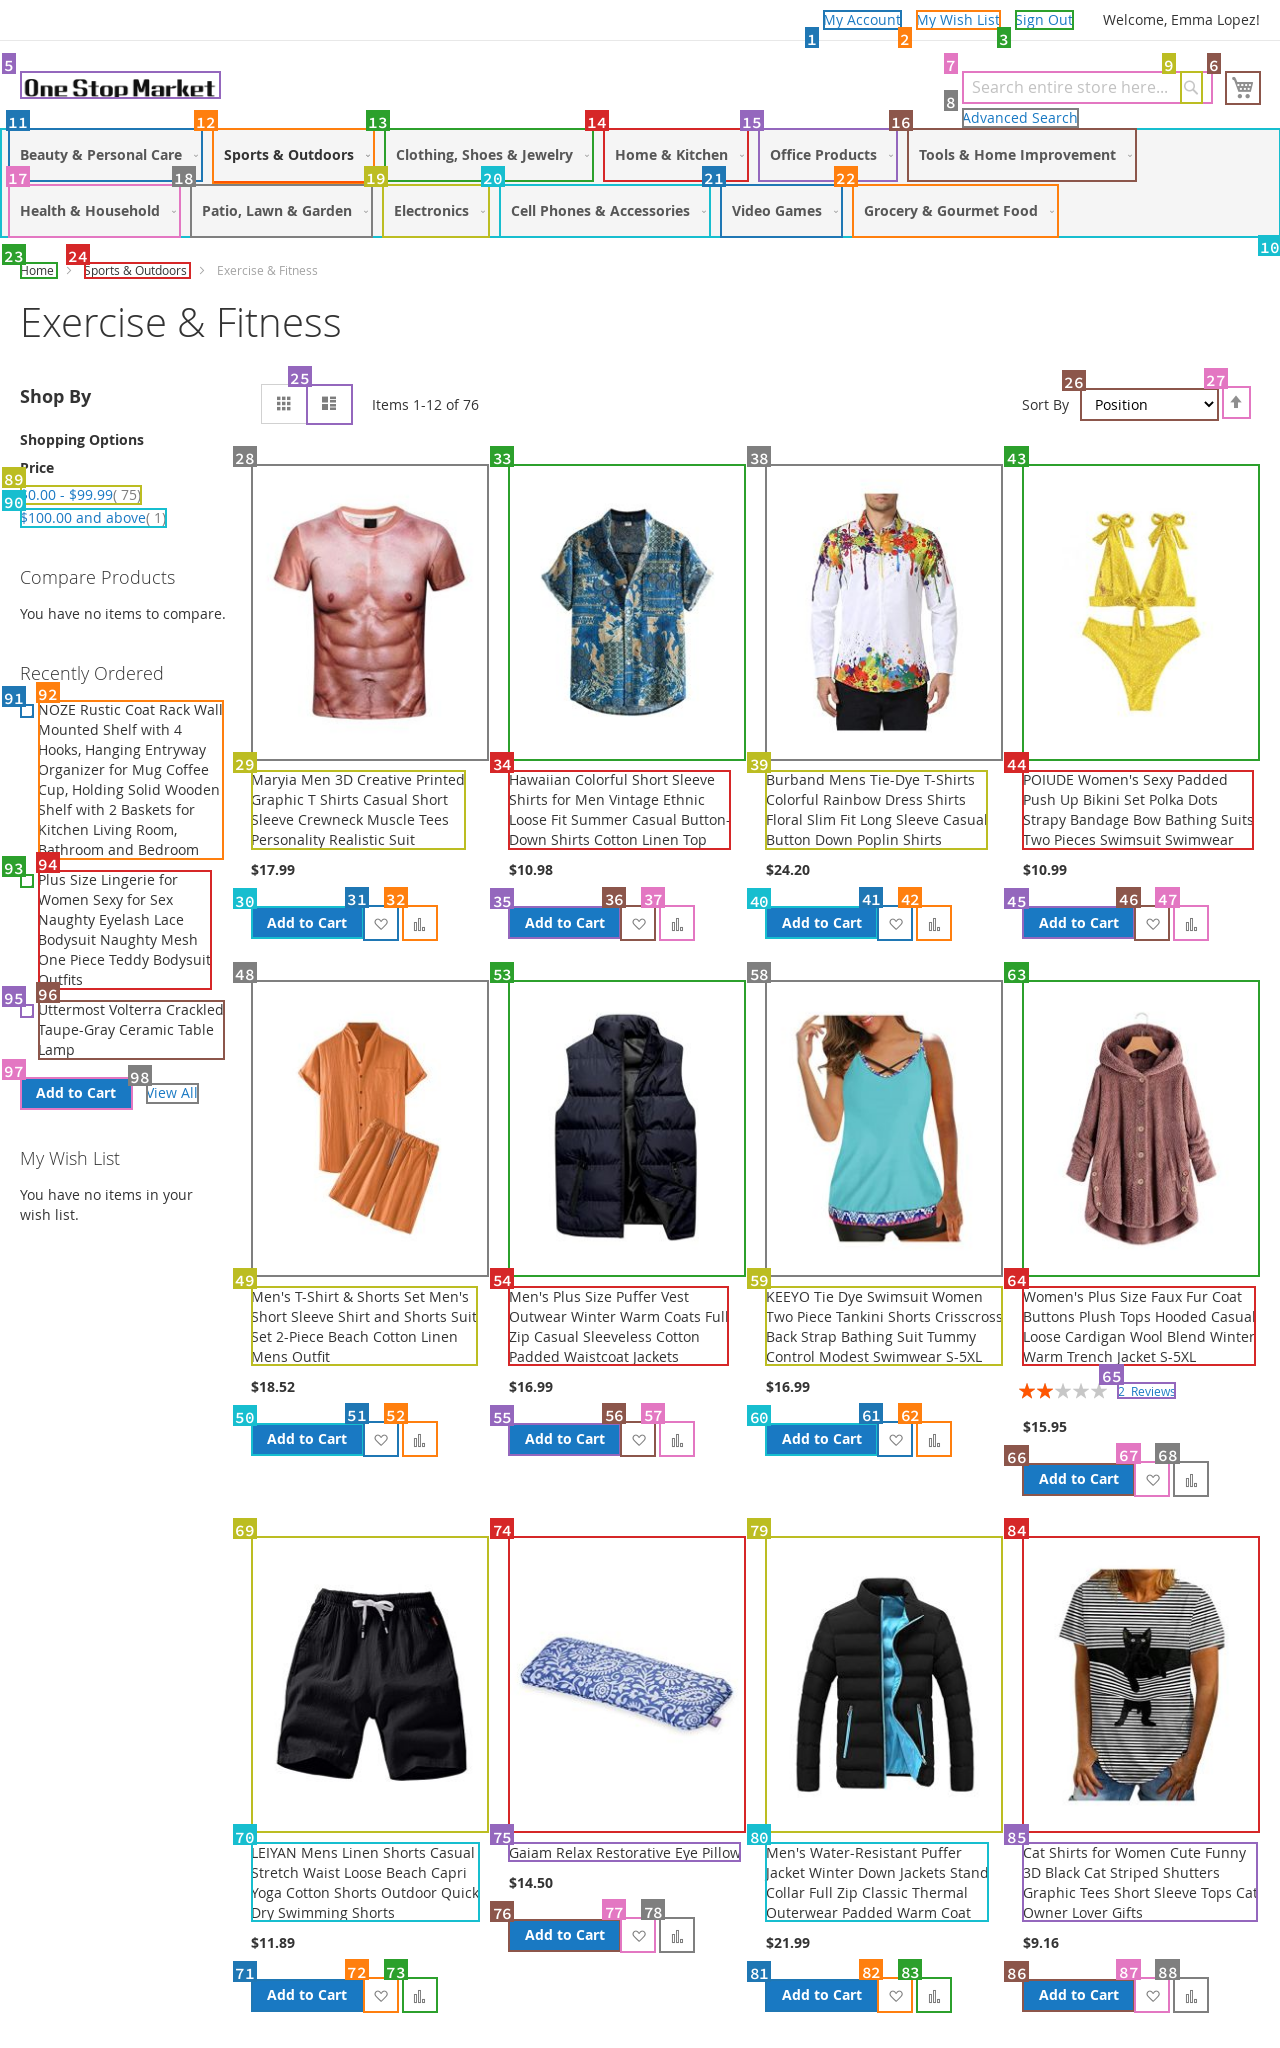 My Account
My Wish List
Sign Out
Welcome, Emma Lopez!
1
2
3
5
One Stop Market
7
9
6
Search entire store here...
8
Advanced Search
11
12
13
14
15
16
Beauty & Personal Care
Sports & Outdoors
Clothing, Shoes & Jewelry
Home & Kitchen
Office Products
Tools & Home Improvement
17
18
19
20
21
22
Health & Household
Patio, Lawn & Garden
Electronics
Cell Phones & Accessories
Video Games
Grocery & Gourmet Food
10
23
24
Home
Sports & Outdoors
Exercise & Fitness
Exercise & Fitness
Shop By
Shopping Options
Price
89
$0.00 - $99.99( 75)
90
$100.00 and above( 1)
Compare Products
You have no items to compare.
Recently Ordered
91
92
NOZE Rustic Coat Rack Wall
Mounted Shelf with 4
Hooks, Hanging Entryway
Organizer for Mug Coffee
Cup, Holding Solid Wooden
Shelf with 2 Baskets for
Kitchen Living Room,
Bathroom and Bedroom
93
94
Plus Size Lingerie for
Women Sexy for Sex
Naughty Eyelash Lace
Bodysuit Naughty Mesh
One Piece Teddy Bodysuit
Outfits
95
96
Uttermost Volterra Crackled
Taupe-Gray Ceramic Table
Lamp
97
98
Add to Cart
View All
My Wish List
You have no items in your
wish list.
25
Items 1-12 of 76
26
27
Sort By
Position
28
29
Maryia Men 3D Creative Printed
Graphic T Shirts Casual Short
Sleeve Crewneck Muscle Tees
Personality Realistic Suit
$17.99
30
31
32
Add to Cart
33
34
Hawaiian Colorful Short Sleeve
Shirts for Men Vintage Ethnic
Loose Fit Summer Casual Button-
Down Shirts Cotton Linen Top
$10.98
35
36
37
Add to Cart
38
39
Burband Mens Tie-Dye T-Shirts
Colorful Rainbow Dress Shirts
Floral Slim Fit Long Sleeve Casual
Button Down Poplin Shirts
$24.20
40
41
42
Add to Cart
43
44
POIUDE Women's Sexy Padded
Push Up Bikini Set Polka Dots
Strapy Bandage Bow Bathing Suits
Two Pieces Swimsuit Swimwear
$10.99
45
46
47
Add to Cart
48
49
Men's T-Shirt & Shorts Set Men's
Short Sleeve Shirt and Shorts Suit
Set 2-Piece Beach Cotton Linen
Mens Outfit
$18.52
50
51
52
Add to Cart
53
54
Men's Plus Size Puffer Vest
Outwear Winter Warm Coats Full
Zip Casual Sleeveless Cotton
Padded Waistcoat Jackets
$16.99
55
56
57
Add to Cart
58
59
KEEYO Tie Dye Swimsuit Women
Two Piece Tankini Shorts Crisscross
Back Strap Bathing Suit Tummy
Control Modest Swimwear S-5XL
$16.99
60
61
62
Add to Cart
63
64
Women's Plus Size Faux Fur Coat
Buttons Plush Tops Hooded Casual
Loose Cardigan Wool Blend Winter
Warm Trench Jacket S-5XL
65
2 Reviews
$15.95
66
67
68
Add to Cart
69
70
LEIYAN Mens Linen Shorts Casual
Stretch Waist Loose Beach Capri
Yoga Cotton Shorts Outdoor Quick
Dry Swimming Shorts
$11.89
71
72
73
Add to Cart
74
75
Gaiam Relax Restorative Eye Pillow
$14.50
76
77
78
Add to Cart
79
80
Men's Water-Resistant Puffer
Jacket Winter Down Jackets Stand
Collar Full Zip Classic Thermal
Outerwear Padded Warm Coat
$21.99
81
82
83
Add to Cart
84
85
Cat Shirts for Women Cute Funny
3D Black Cat Striped Shutters
Graphic Tees Short Sleeve Tops Cat
Owner Lover Gifts
$9.16
86
87
88
Add to Cart